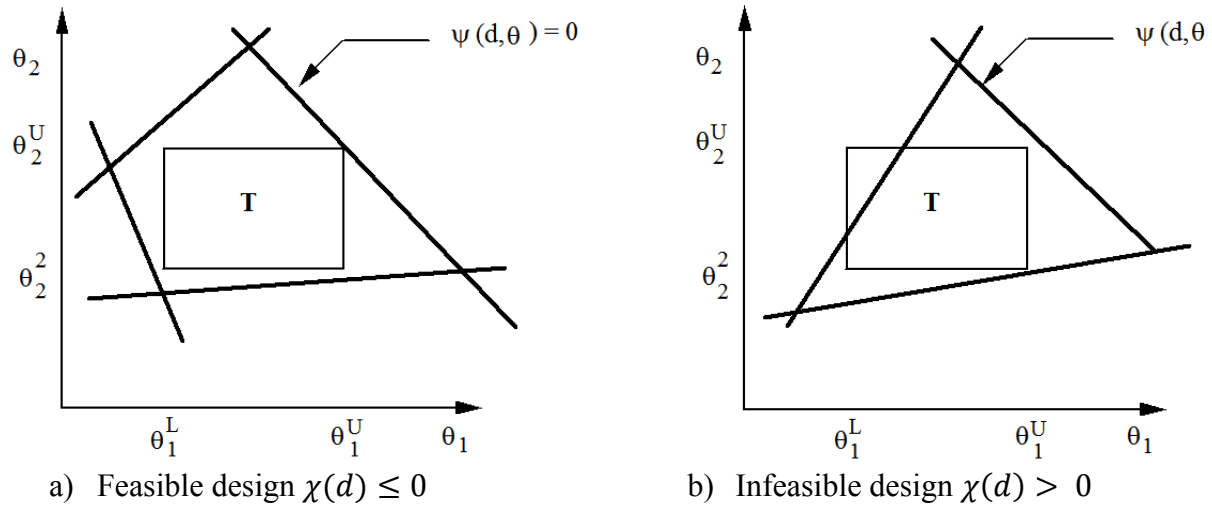 θ₂
ψ (d,θ ) = 0
θ₂ᵁ
T
θ₂²
θ₁ᴸ
θ₁ᵁ
θ₁
a) Feasible design 𝜒(𝑑) ≤ 0
θ₂
ψ (d,θ
θ₂ᵁ
T
θ₂²
θ₁ᴸ
θ₁ᵁ
θ₁
b) Infeasible design 𝜒(𝑑) > 0